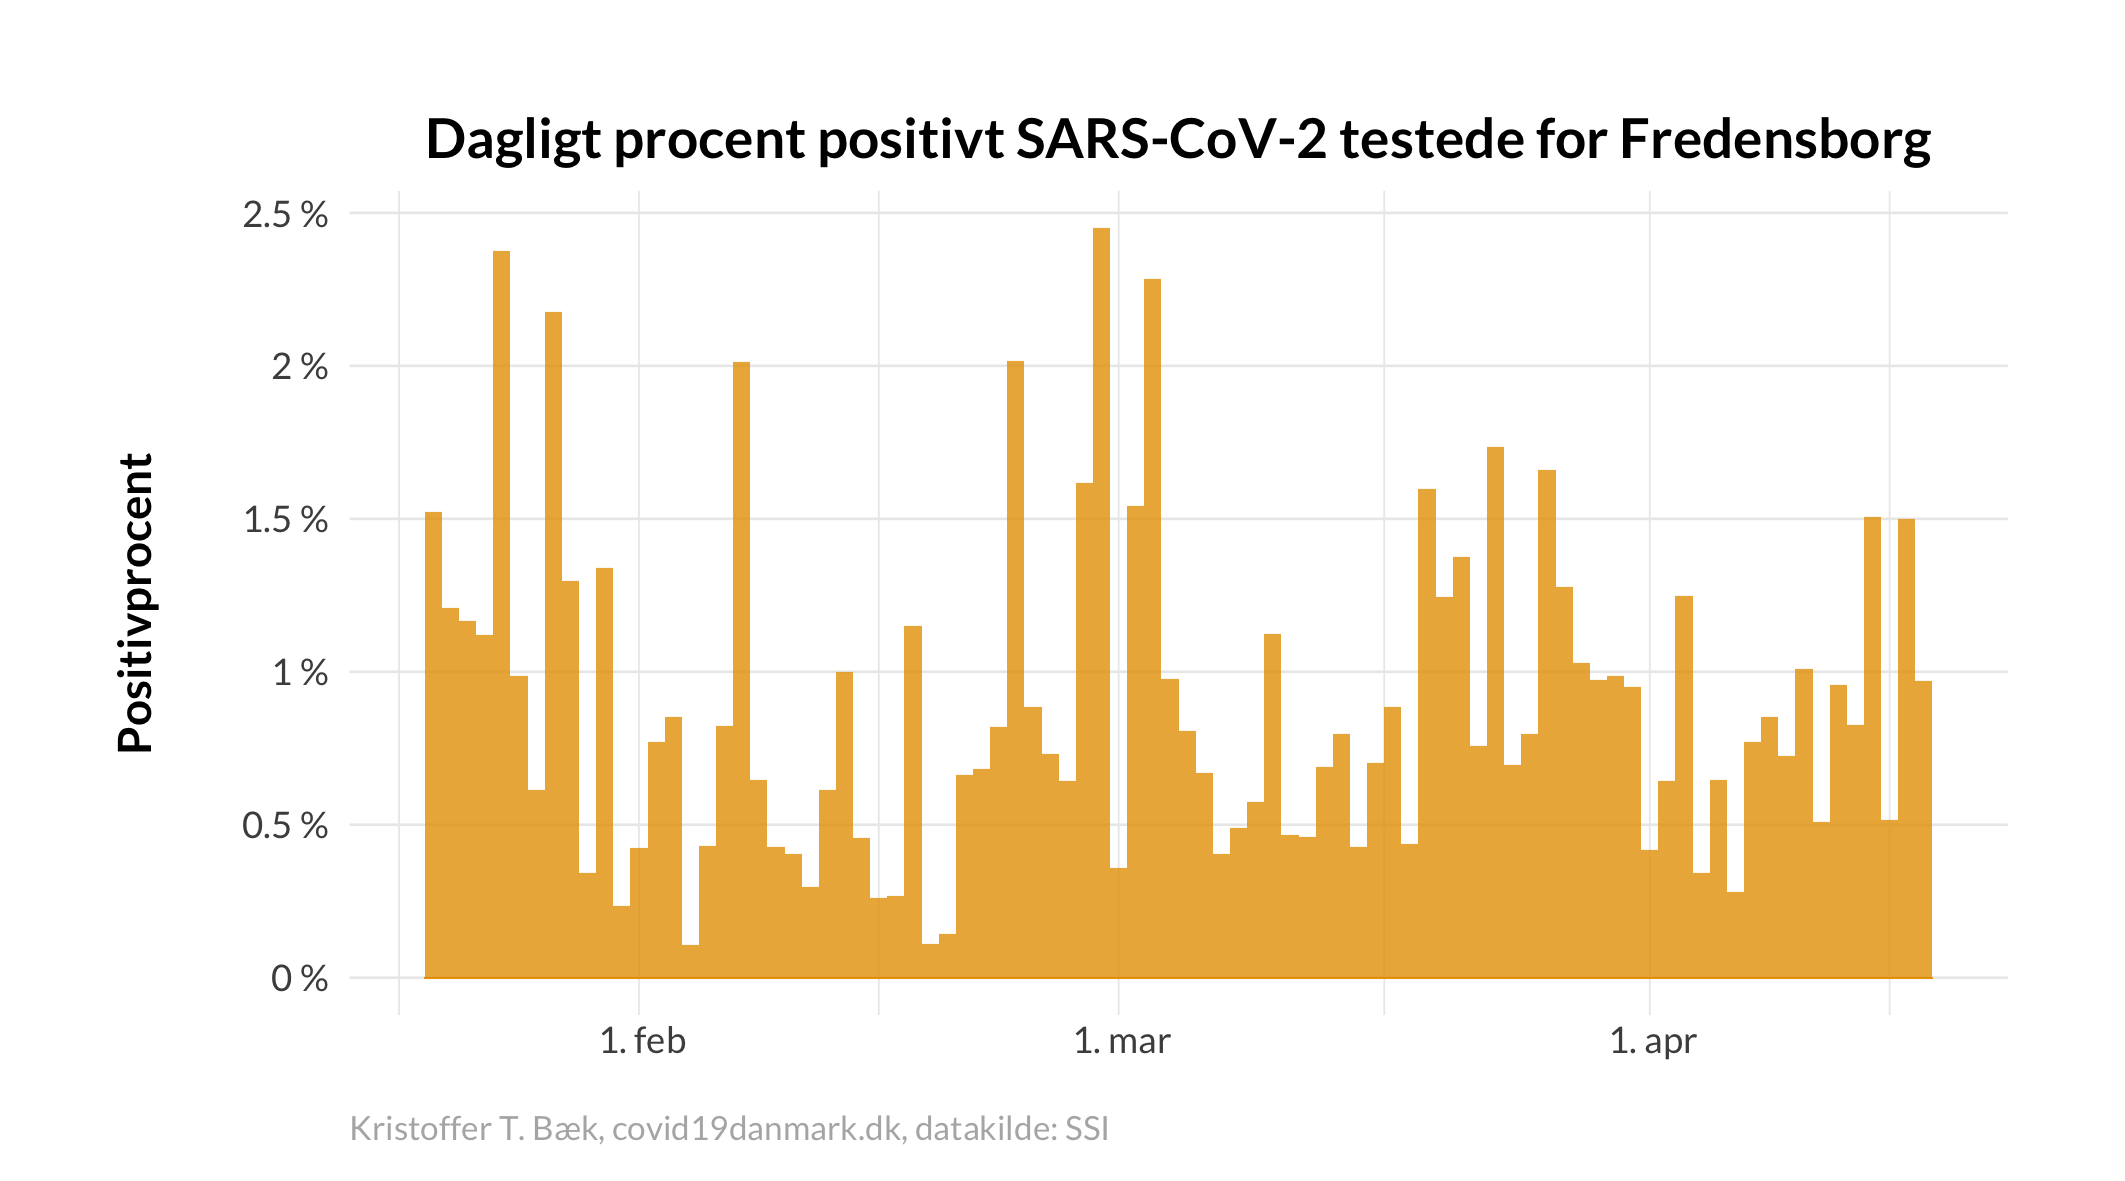 Dagligt procent positivt SARS-CoV-2 testede for Fredensborg
Positivprocent
2.5 %
2 %
1.5 %
1 %
0.5 %
0 %
1. feb
1. mar
1. apr
Kristoffer T. Bæk, covid19danmark.dk, datakilde: SSI